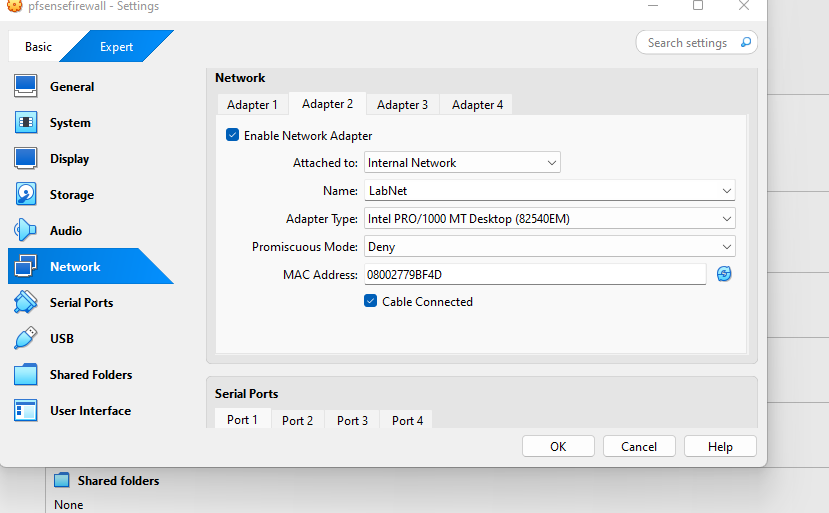 pfsensefirewall - Settings
Basic
Expert
Search settings
General
System
Display
Storage
Audio
Network
Serial Ports
USB
Shared Folders
User Interface
Network
Adapter 1 Adapter 2 Adapter 3 Adapter 4
Enable Network Adapter
Attached to: Internal Network
Name: LabNet
Adapter Type: Intel PRO/1000 MT Desktop (82540EM)
Promiscuous Mode: Deny
MAC Address: 08002779BF4D
Cable Connected
Serial Ports
Port 1 Port 2 Port 3 Port 4
OK Cancel Help
Shared folders
None